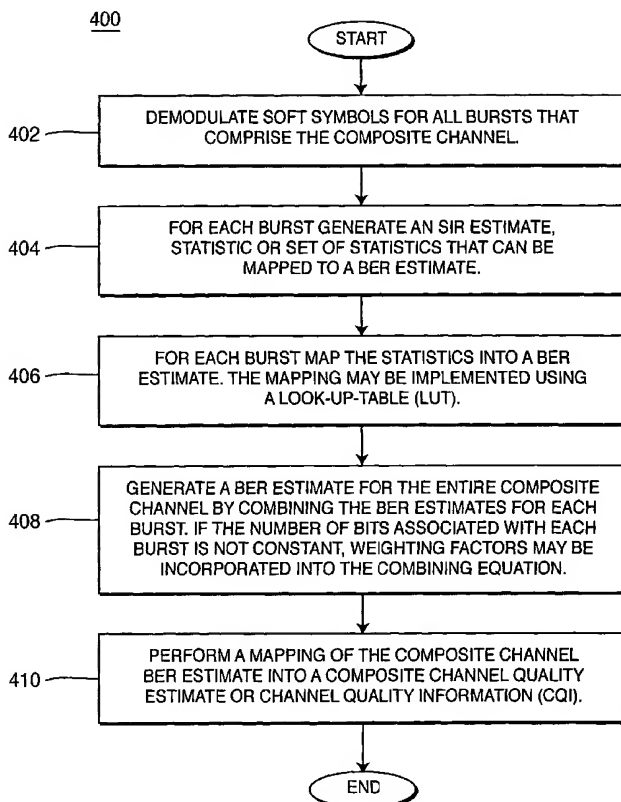 400
START
402
DEMODULATE SOFT SYMBOLS FOR ALL BURSTS THAT
COMPRISE THE COMPOSITE CHANNEL.
404
FOR EACH BURST GENERATE AN SIR ESTIMATE,
STATISTIC OR SET OF STATISTICS THAT CAN BE
MAPPED TO A BER ESTIMATE.
406
FOR EACH BURST MAP THE STATISTICS INTO A BER
ESTIMATE. THE MAPPING MAY BE IMPLEMENTED USING
A LOOK-UP-TABLE (LUT).
408
GENERATE A BER ESTIMATE FOR THE ENTIRE COMPOSITE
CHANNEL BY COMBINING THE BER ESTIMATES FOR EACH
BURST. IF THE NUMBER OF BITS ASSOCIATED WITH EACH
BURST IS NOT CONSTANT, WEIGHTING FACTORS MAY BE
INCORPORATED INTO THE COMBINING EQUATION.
410
PERFORM A MAPPING OF THE COMPOSITE CHANNEL
BER ESTIMATE INTO A COMPOSITE CHANNEL QUALITY
ESTIMATE OR CHANNEL QUALITY INFORMATION (CQI).
END